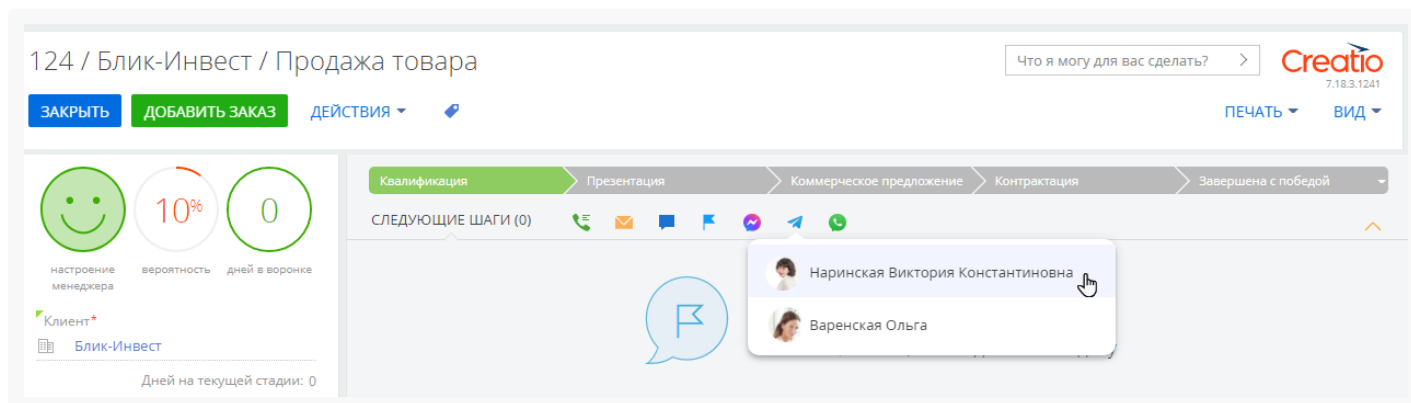 124 / Блик-Инвест / Продажа товара
Что я могу для вас сделать?
Creatio
7.18.3.1241
ЗАКРЫТЬ ДОБАВИТЬ ЗАКАЗ ДЕЙСТВИЯ
ПЕЧАТЬ ВИД
10% 0
настроение менеджера
вероятность
дней в воронке
Клиент*
Блик-Инвест
Дней на текущей стадии: 0
Квалификация Презентация Коммерческое предложение Контрактация Завершена с победой
СЛЕДУЮЩИЕ ШАГИ (0)
Наринская Виктория Константиновна
Варенская Ольга